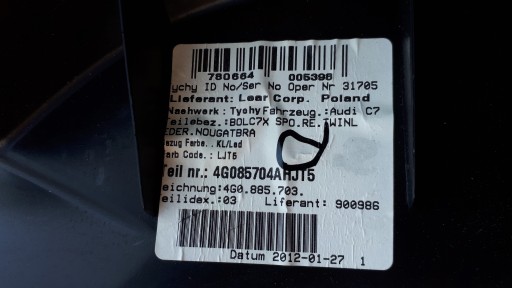 780664 005398
ychy ID No/Ser No Oper Nr 31705
Lieferant: Lear Corp. Poland
Nachwerk: Tychy Fahrzeug.:Audi C7
eilebez.:BOLC7X SPO.RE.TWINL
EDER.NOUGATBRA
ezug Farbe..KL/Led
arb Code.: LJT5
Teil nr.: 4G085704AHJT5
eichnung:4G0.885.703.
eilidex.:03 Liferant: 900986
Datum 2012-01-27 1